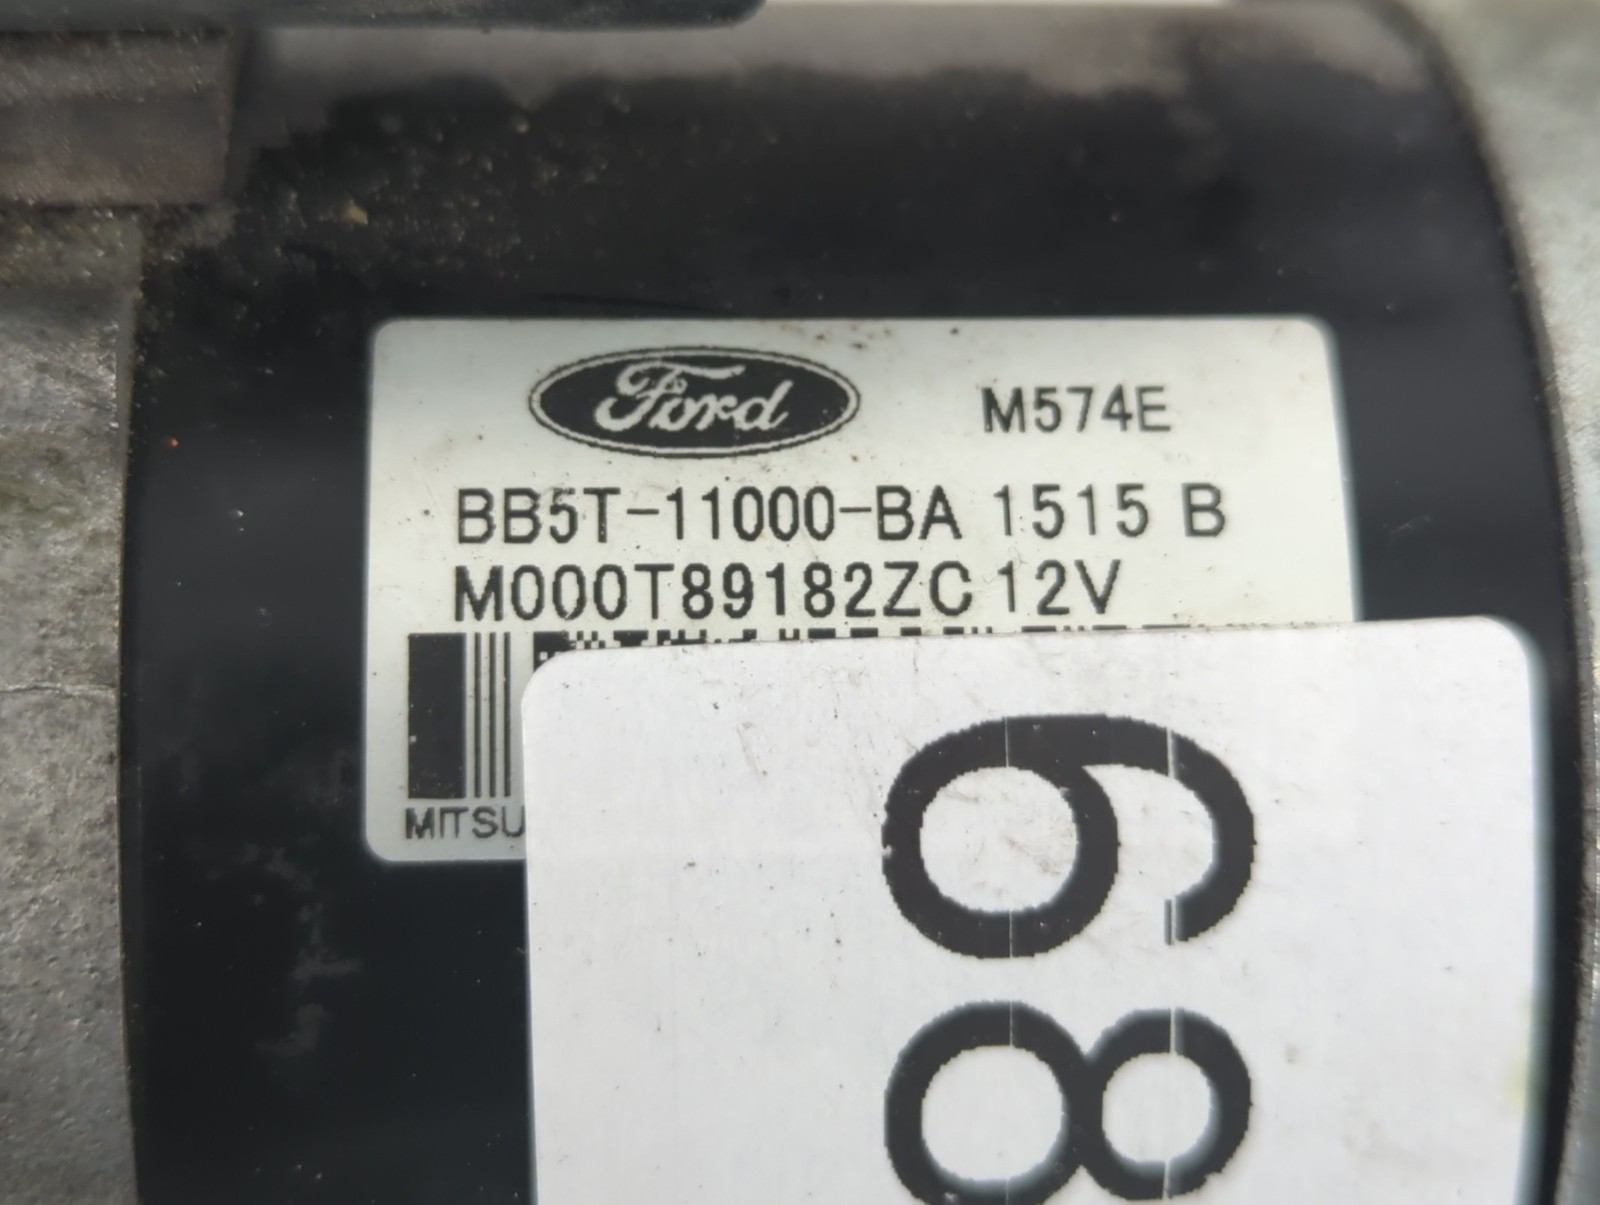 Ford M574E
BB5T-11000-BA 1515 B
M000T89182ZC 12V
MITSU
68